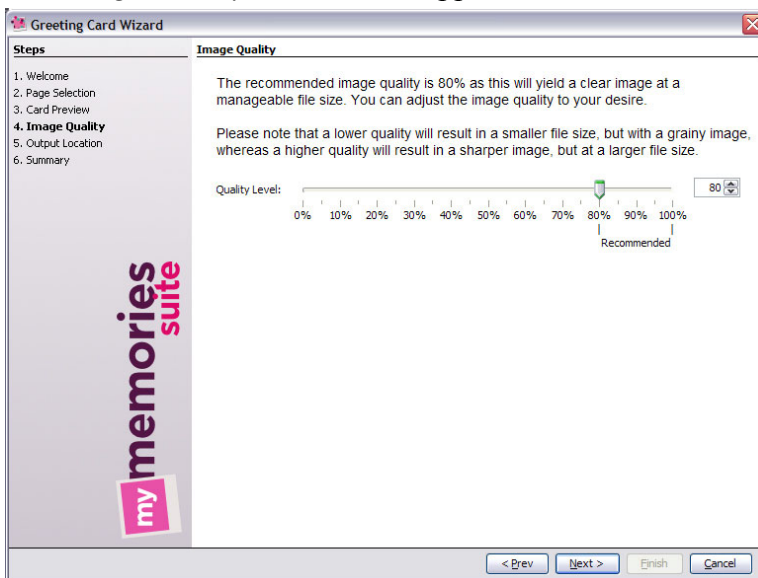 Greeting Card Wizard
Steps
1. Welcome
2. Page Selection
3. Card Preview
4. Image Quality
5. Output Location
6. Summary
my memories suite
Image Quality
The recommended image quality is 80% as this will yield a clear image at a
manageable file size. You can adjust the image quality to your desire.
Please note that a lower quality will result in a smaller file size, but with a grainy image,
whereas a higher quality will result in a sharper image, but at a larger file size.
Quality Level:
80
0% 10% 20% 30% 40% 50% 60% 70% 80% 90% 100%
Recommended
< Prev
Next >
Finish
Cancel